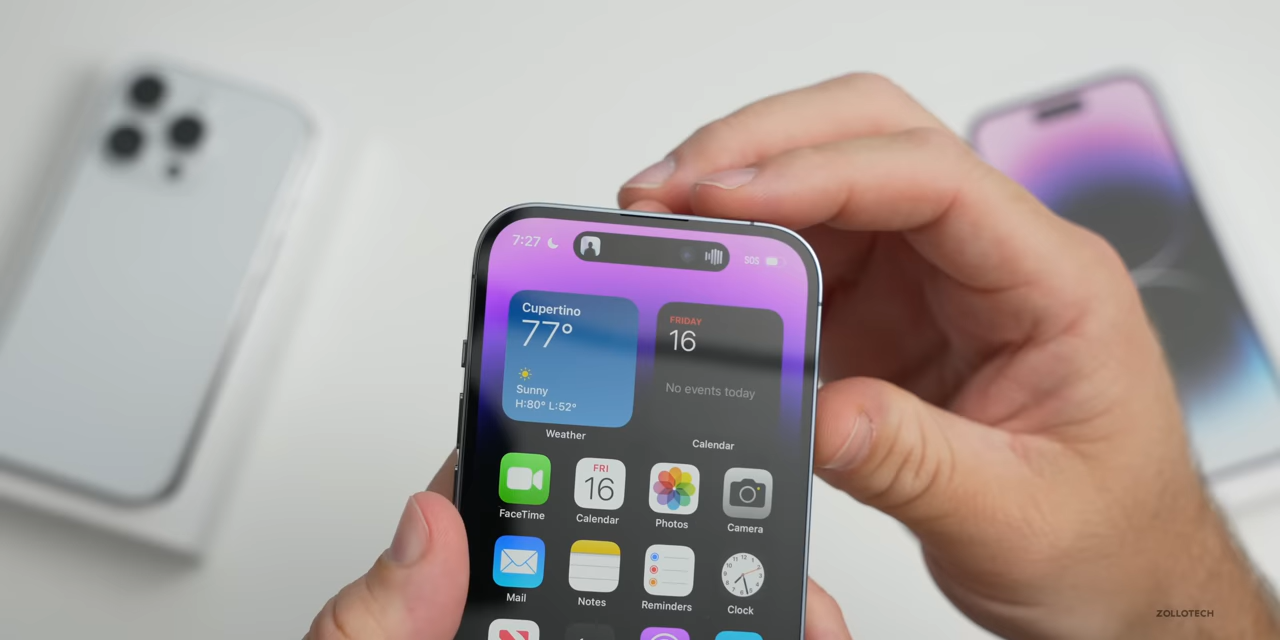 7:27
SOS
Cupertino
77°
Sunny
H:80° L:52°
Weather
FRIDAY
16
No events today
Calendar
FaceTime
FRI
16
Calendar
Photos
Camera
Mail
Notes
Reminders
Clock
ZOLLOTECH